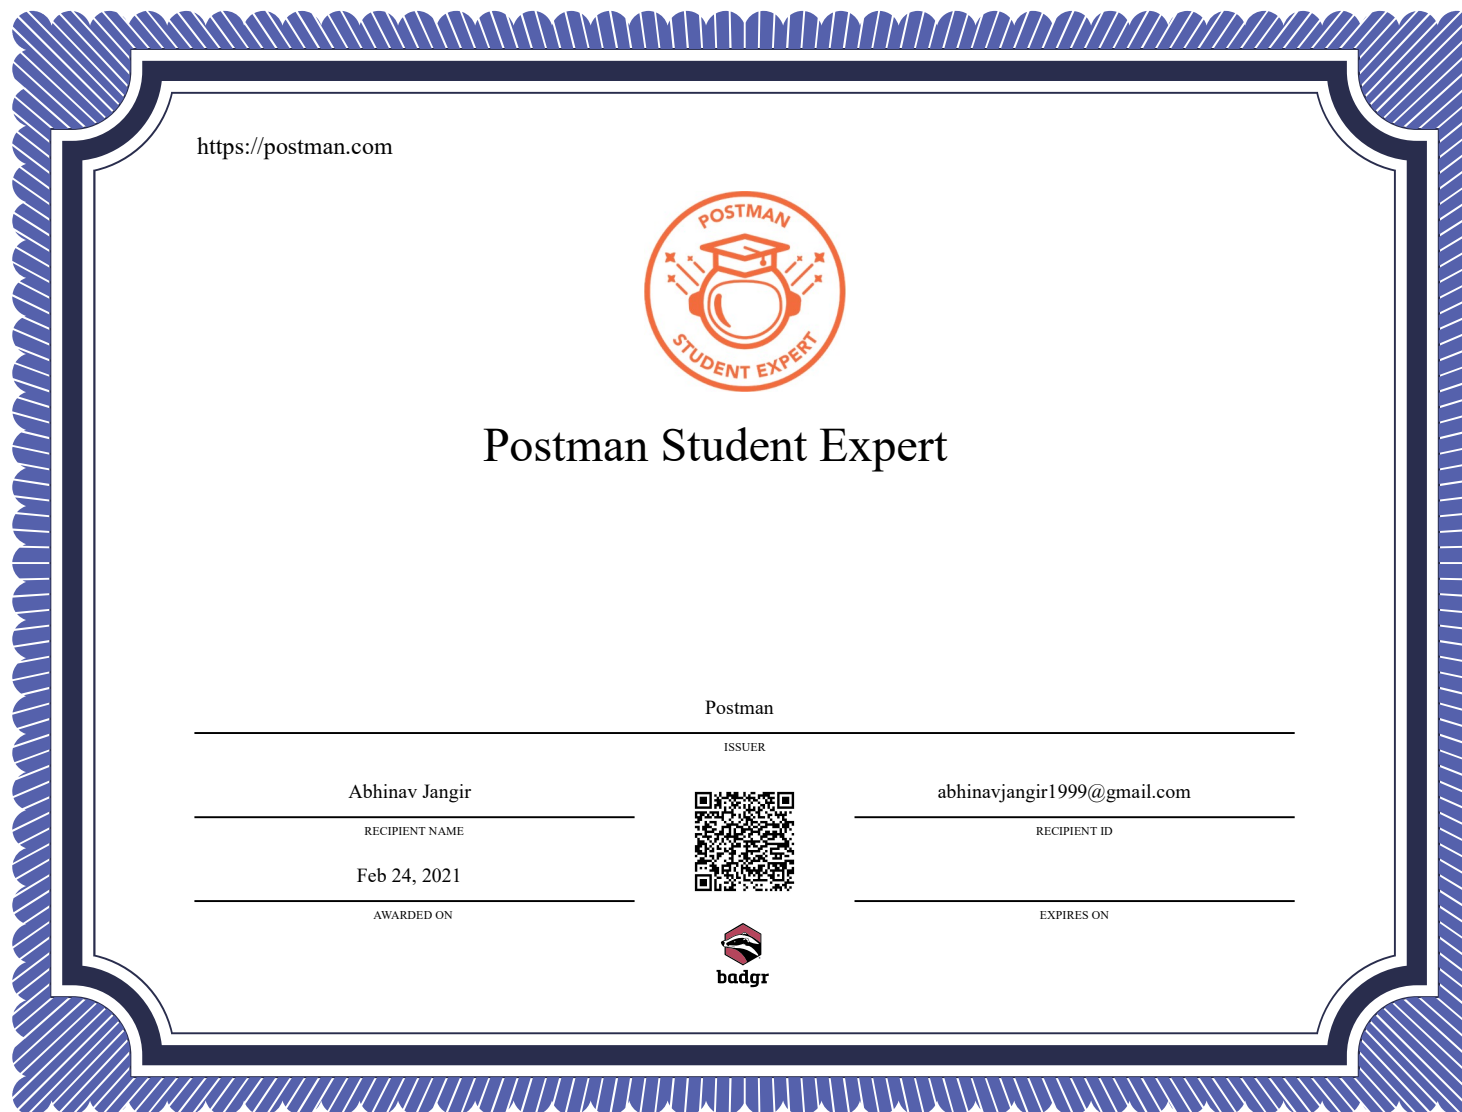 https://postman.com
POSTMAN
STUDENT EXPERT
Postman Student Expert
Postman
ISSUER
Abhinav Jangir
abhinavjangir1999@gmail.com
RECIPIENT NAME
RECIPIENT ID
Feb 24, 2021
AWARDED ON
EXPIRES ON
badgr